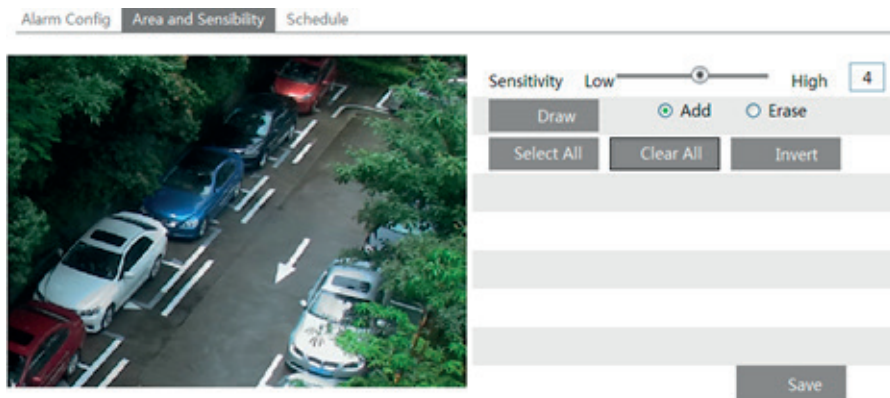 Alarm Config Area and Sensibility Schedule
Sensitivity Low High 4
Draw Add Erase
Select All Clear All Invert
Save